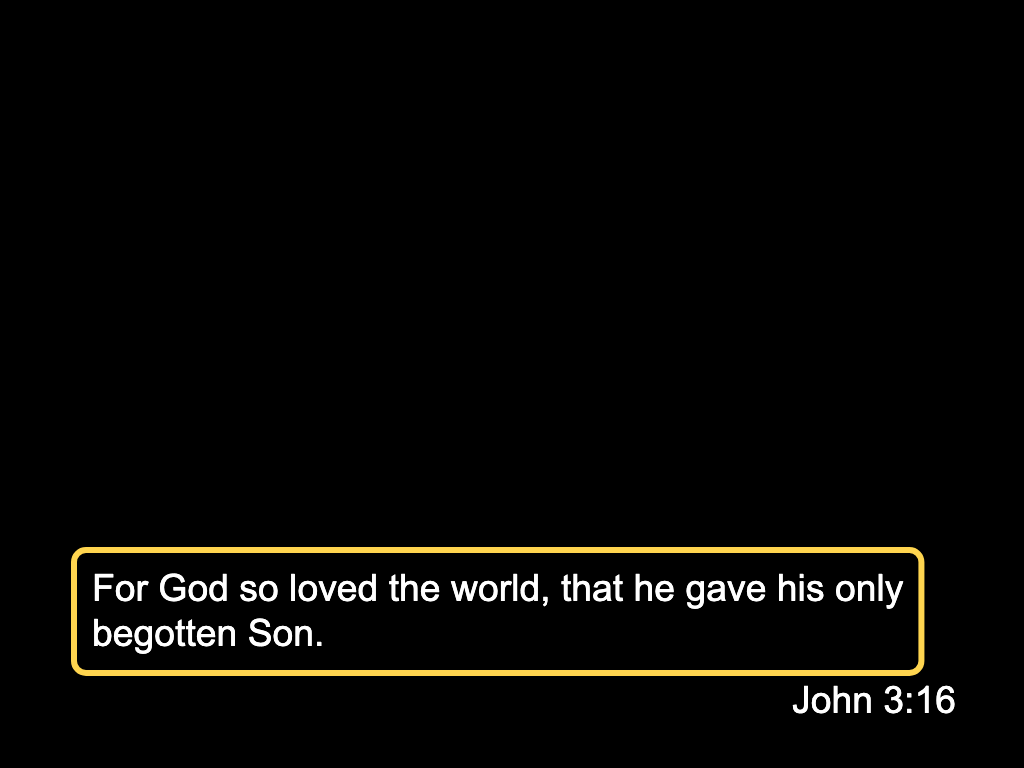 For God so loved the world, that he gave his only
begotten Son.
John 3:16